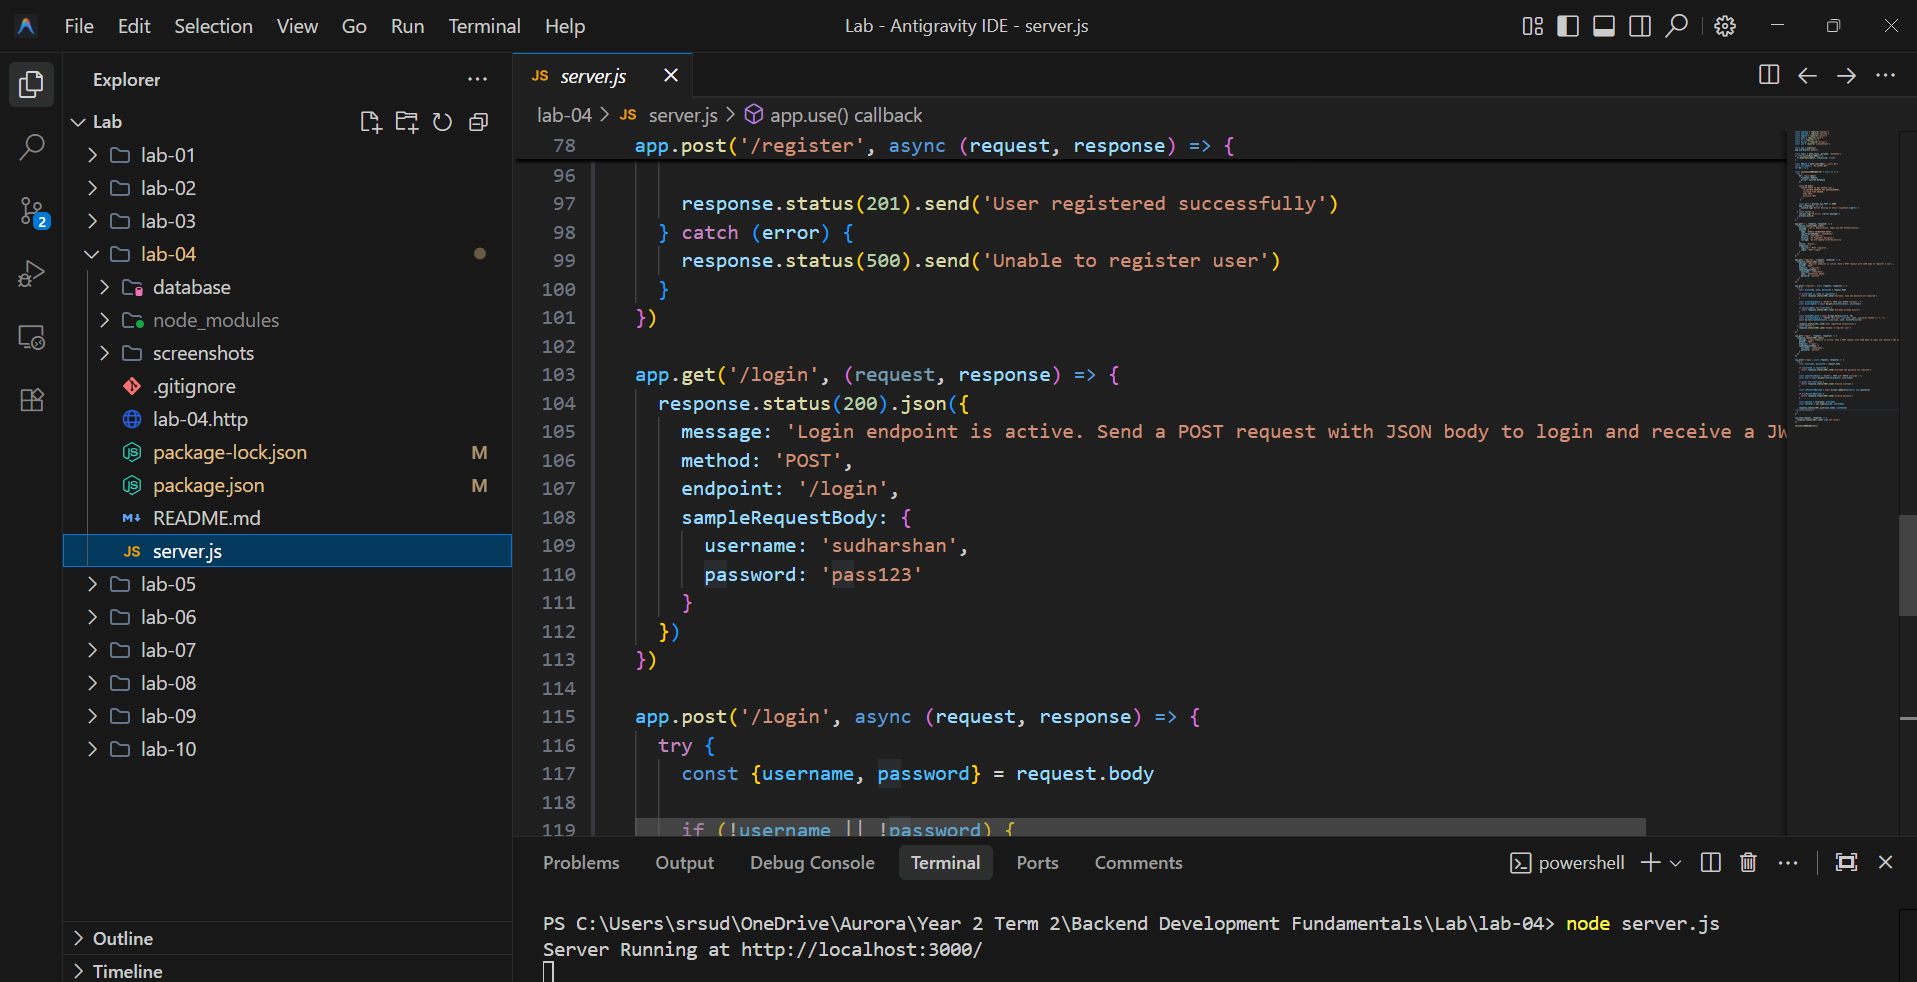 File Edit Selection View Go Run Terminal Help
Lab - Antigravity IDE - server.js
Explorer
Lab
lab-01
lab-02
lab-03
lab-04
database
node_modules
screenshots
.gitignore
lab-04.http
package-lock.json M
package.json M
README.md
JS server.js
lab-05
lab-06
lab-07
lab-08
lab-09
lab-10
Outline
Timeline
2
JS server.js
lab-04 > JS server.js > app.use() callback
78 app.post('/register', async (request, response) => {
96
97 response.status(201).send('User registered successfully')
98 } catch (error) {
99 response.status(500).send('Unable to register user')
100 }
101 })
102
103 app.get('/login', (request, response) => {
104 response.status(200).json({
105 message: 'Login endpoint is active. Send a POST request with JSON body to login and receive a JW
106 method: 'POST',
107 endpoint: '/login',
108 sampleRequestBody: {
109 username: 'sudharshan',
110 password: 'pass123'
111 }
112 })
113 })
114
115 app.post('/login', async (request, response) => {
116 try {
117 const {username, password} = request.body
118
119 if (!username || !password) {
Problems Output Debug Console Terminal Ports Comments
powershell
PS C:\Users\srsud\OneDrive\Aurora\Year 2 Term 2\Backend Development Fundamentals\Lab\lab-04> node server.js
Server Running at http://localhost:3000/